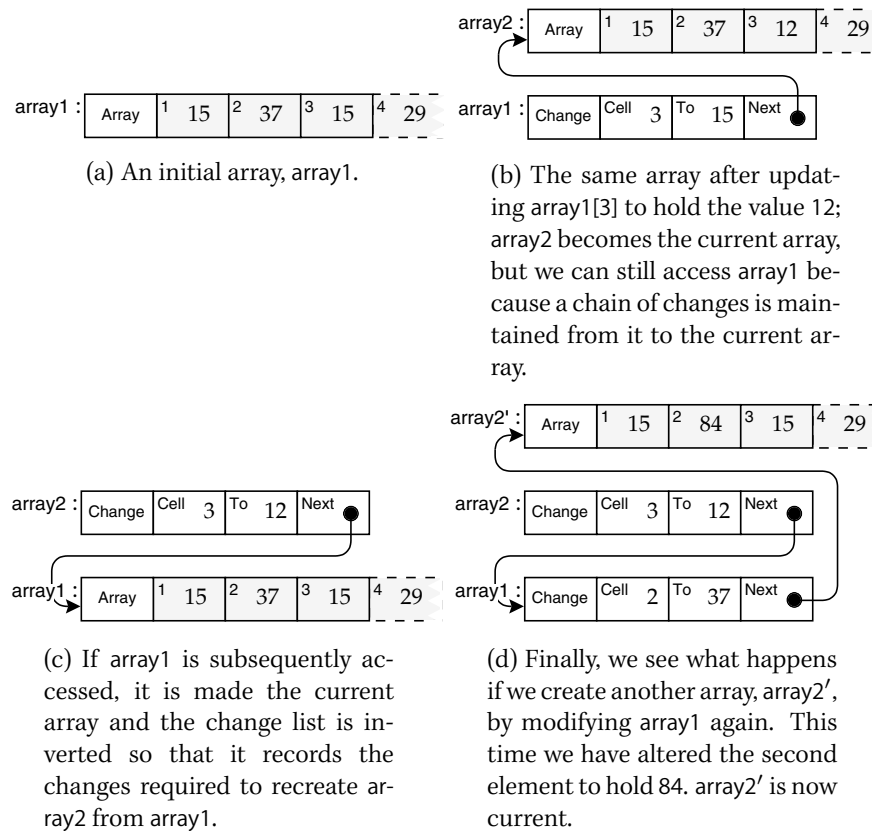 array1 : Array 1 15 2 37 3 15 4 29
(a) An initial array, array1.
array2 : Array 1 15 2 37 3 12 4 29
array1 : Change Cell 3 To 15 Next
(b) The same array after updat-
ing array1[3] to hold the value 12;
array2 becomes the current array,
but we can still access array1 be-
cause a chain of changes is main-
tained from it to the current ar-
ray.
array2 : Change Cell 3 To 12 Next
array1 : Array 1 15 2 37 3 15 4 29
(c) If array1 is subsequently ac-
cessed, it is made the current
array and the change list is in-
verted so that it records the
changes required to recreate ar-
ray2 from array1.
array2' : Array 1 15 2 84 3 15 4 29
array2 : Change Cell 3 To 12 Next
array1 : Change Cell 2 To 37 Next
(d) Finally, we see what happens
if we create another array, array2′,
by modifying array1 again. This
time we have altered the second
element to hold 84. array2′ is now
current.